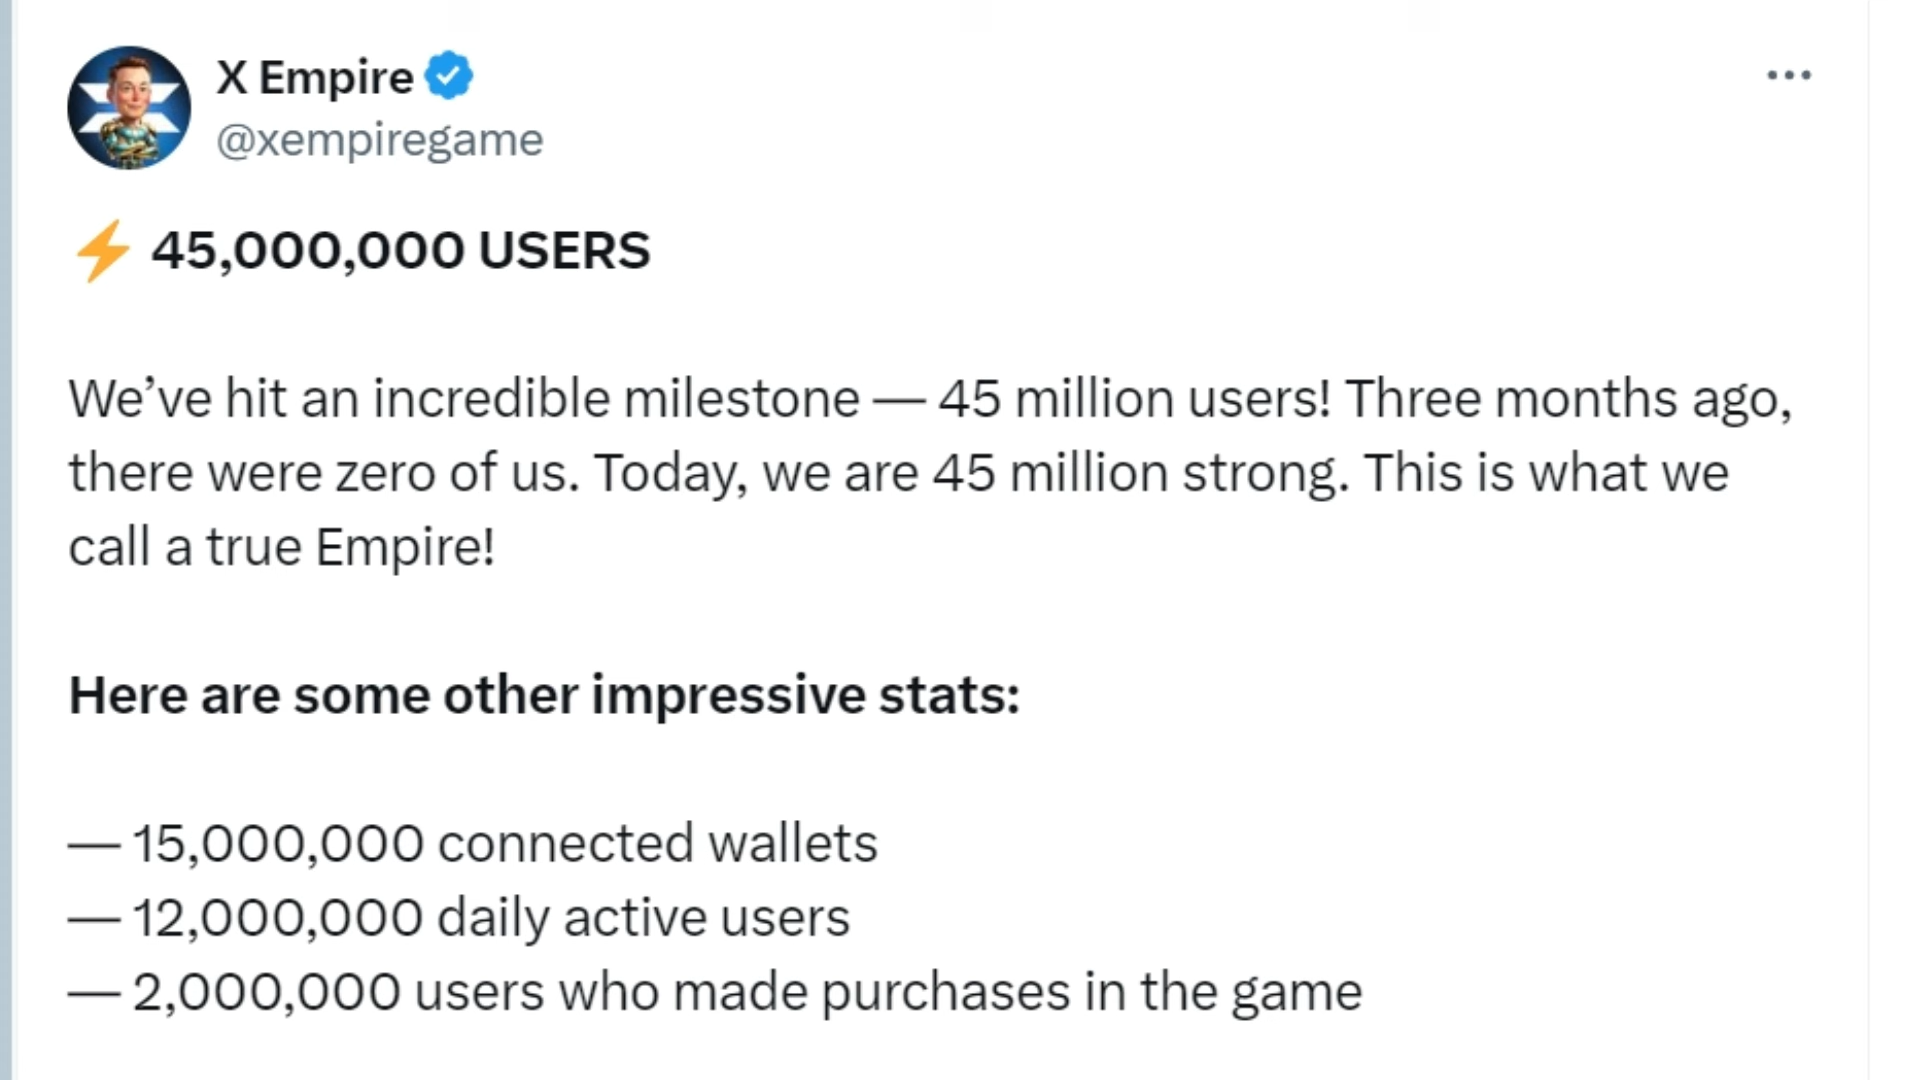 X Empire
@xempiregame
⚡ 45,000,000 USERS
We’ve hit an incredible milestone — 45 million users! Three months ago,
there were zero of us. Today, we are 45 million strong. This is what we
call a true Empire!
Here are some other impressive stats:
— 15,000,000 connected wallets
— 12,000,000 daily active users
— 2,000,000 users who made purchases in the game